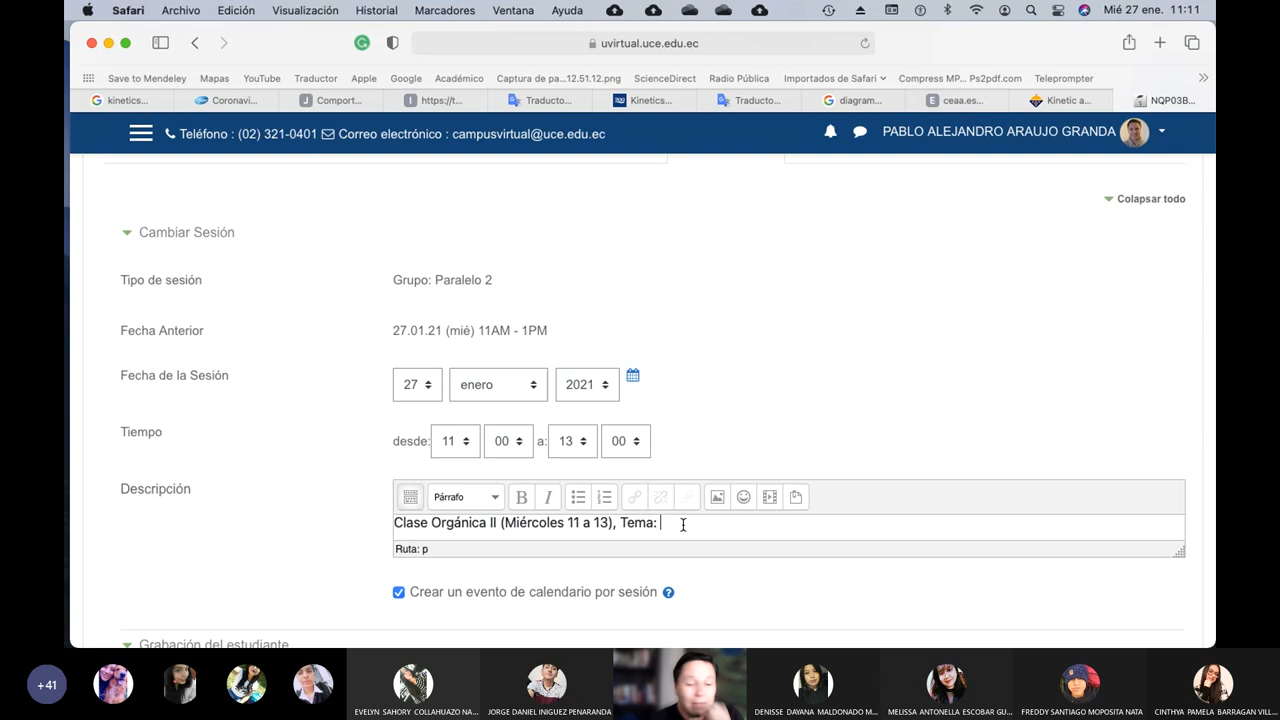 Safari Archivo Edición Visualización Historial Marcadores Ventana Ayuda Mié 27 ene. 11:11
uvirtual.uce.edu.ec
Save to Mendeley Mapas YouTube Traductor Apple Google Académico Captura de pa...12.51.12.png ScienceDirect Radio Pública Importados de Safari Compress MP... Ps2pdf.com Teleprompter
kinetics... Coronavi... Comport... https://t... Traducto... Kinetics... Traducto... diagram... ceaa.es... Kinetic a... NQP03B...
Teléfono : (02) 321-0401 Correo electrónico : campusvirtual@uce.edu.ec PABLO ALEJANDRO ARAUJO GRANDA
Colapsar todo
Cambiar Sesión
Tipo de sesión Grupo: Paralelo 2
Fecha Anterior 27.01.21 (mié) 11AM - 1PM
Fecha de la Sesión 27 enero 2021
Tiempo desde: 11 00 a: 13 00
Descripción Párrafo B I
Clase Orgánica II (Miércoles 11 a 13), Tema:
Ruta: p
Crear un evento de calendario por sesión ?
Grabación del estudiante
+41 EVELYN SAHORY COLLAHUAZO NA... JORGE DANIEL INIGUEZ PENARANDA DENISSE DAYANA MALDONADO M... MELISSA ANTONELLA ESCOBAR GU... FREDDY SANTIAGO MOPOSITA NATA CINTHYA PAMELA BARRAGAN VILL...